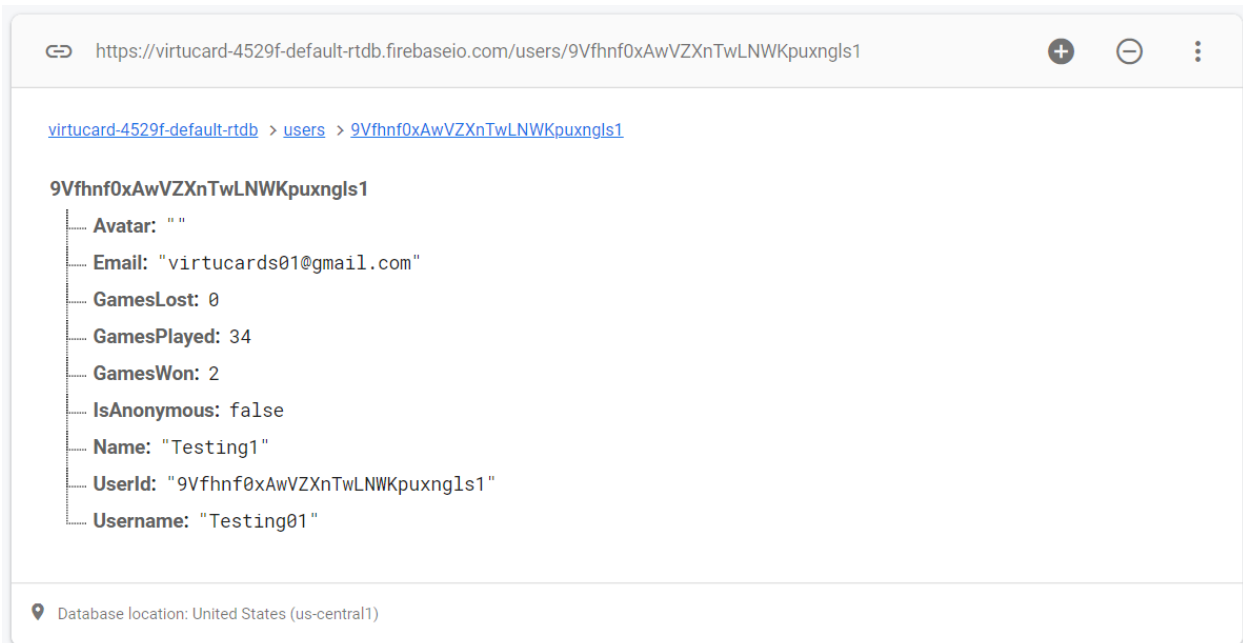 https://virtucard-4529f-default-rtdb.firebaseio.com/users/9Vfhnf0xAwVZXnTwLNWKpuxngls1
virtucard-4529f-default-rtdb > users > 9Vfhnf0xAwVZXnTwLNWKpuxngls1
9Vfhnf0xAwVZXnTwLNWKpuxngls1
Avatar: ""
Email: "virtucards01@gmail.com"
GamesLost: 0
GamesPlayed: 34
GamesWon: 2
IsAnonymous: false
Name: "Testing1"
UserId: "9Vfhnf0xAwVZXnTwLNWKpuxngls1"
Username: "Testing01"
Database location: United States (us-central1)